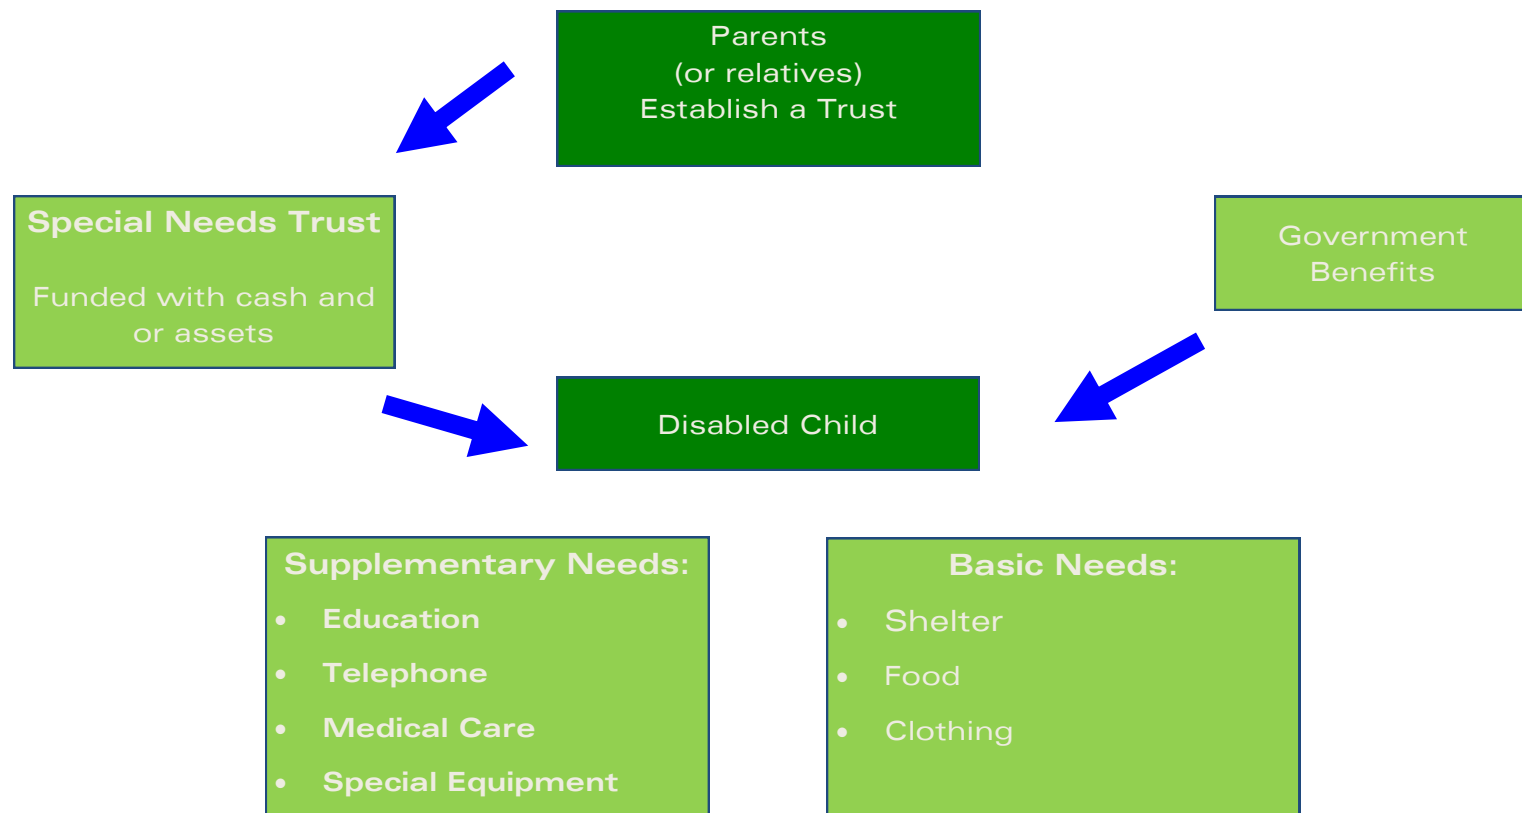 Parents
(or relatives)
Establish a Trust
Special Needs Trust
Funded with cash and
or assets
Government
Benefits
Disabled Child
Supplementary Needs:
• Education
• Telephone
• Medical Care
• Special Equipment
Basic Needs:
• Shelter
• Food
• Clothing